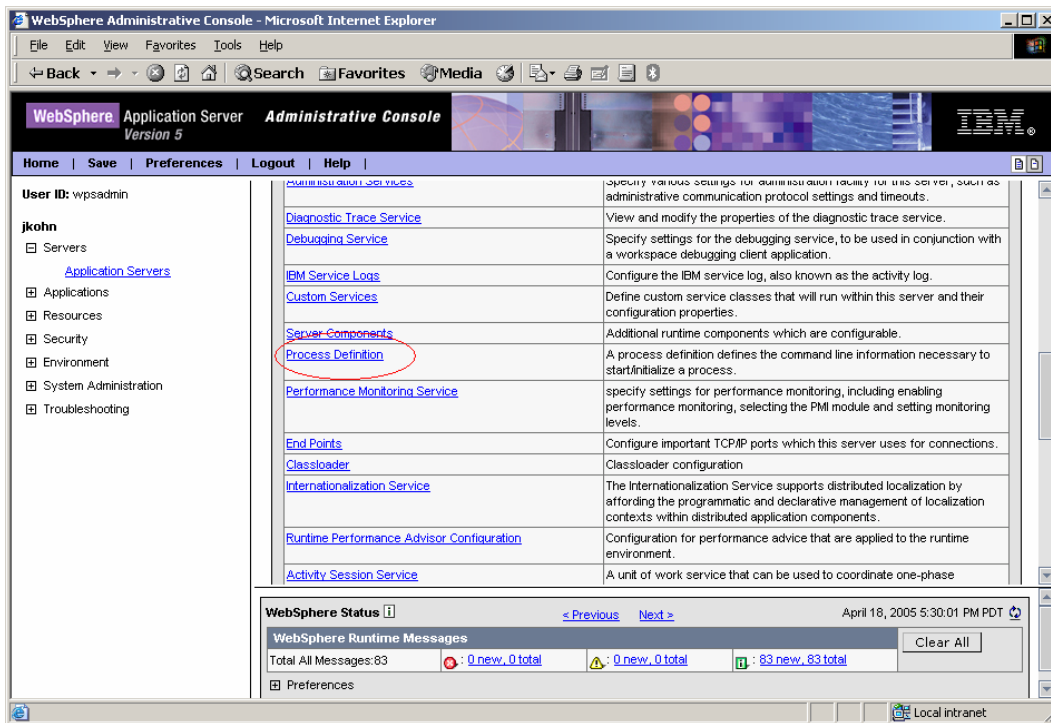 WebSphere Administrative Console - Microsoft Internet Explorer
File Edit View Favorites Tools Help
Back Search Favorites Media
WebSphere Application Server Administrative Console
Version 5
IBM
Home | Save | Preferences | Logout | Help |
User ID: wpsadmin
jkohn
Servers
Application Servers
Applications
Resources
Security
Environment
System Administration
Troubleshooting
Administration Services
Specify various settings for administration facility for this server, such as
administrative communication protocol settings and timeouts.
Diagnostic Trace Service
View and modify the properties of the diagnostic trace service.
Debugging Service
Specify settings for the debugging service, to be used in conjunction with
a workspace debugging client application.
IBM Service Logs
Configure the IBM service log, also known as the activity log.
Custom Services
Define custom service classes that will run within this server and their
configuration properties.
Server Components
Additional runtime components which are configurable.
Process Definition
A process definition defines the command line information necessary to
start/initialize a process.
Performance Monitoring Service
specify settings for performance monitoring, including enabling
performance monitoring, selecting the PMI module and setting monitoring
levels.
End Points
Configure important TCP/IP ports which this server uses for connections.
Classloader
Classloader configuration
Internationalization Service
The Internationalization Service supports distributed localization by
affording the programmatic and declarative management of localization
contexts within distributed application components.
Runtime Performance Advisor Configuration
Configuration for performance advice that are applied to the runtime
environment.
Activity Session Service
A unit of work service that can be used to coordinate one-phase
WebSphere Status i < Previous Next > April 18, 2005 5:30:01 PM PDT
WebSphere Runtime Messages
Clear All
Total All Messages:83 : 0 new, 0 total : 0 new, 0 total : 83 new, 83 total
Preferences
Local intranet